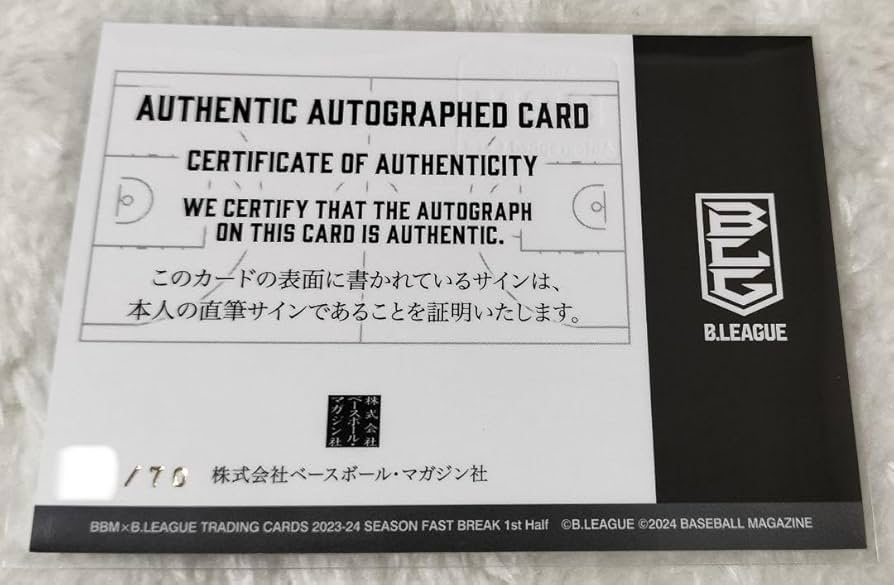 AUTHENTIC AUTOGRAPHED CARD
CERTIFICATE OF AUTHENTICITY
WE CERTIFY THAT THE AUTOGRAPH
ON THIS CARD IS AUTHENTIC.
このカードの表面に書かれているサインは、
本人の直筆サインであることを証明いたします。
BLG
B.LEAGUE
株式会社
ベースボール・
マガジン社
/70 株式会社ベースボール・マガジン社
BBM×B.LEAGUE TRADING CARDS 2023-24 SEASON FAST BREAK 1st Half ©B.LEAGUE ©2024 BASEBALL MAGAZINE